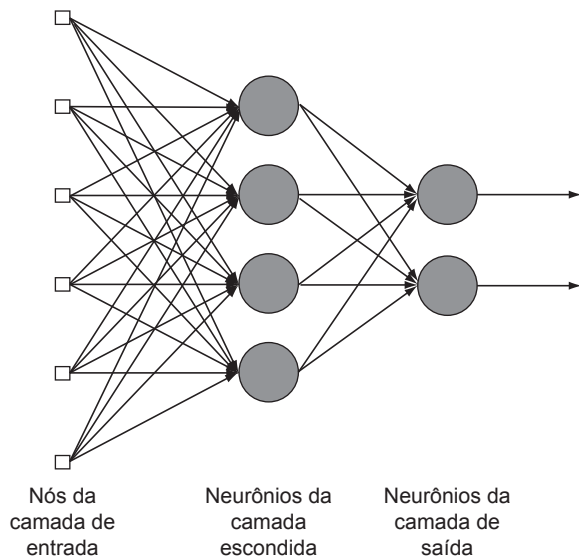 Nós da
camada de
entrada
Neurônios da
camada
escondida
Neurônios da
camada de
saída